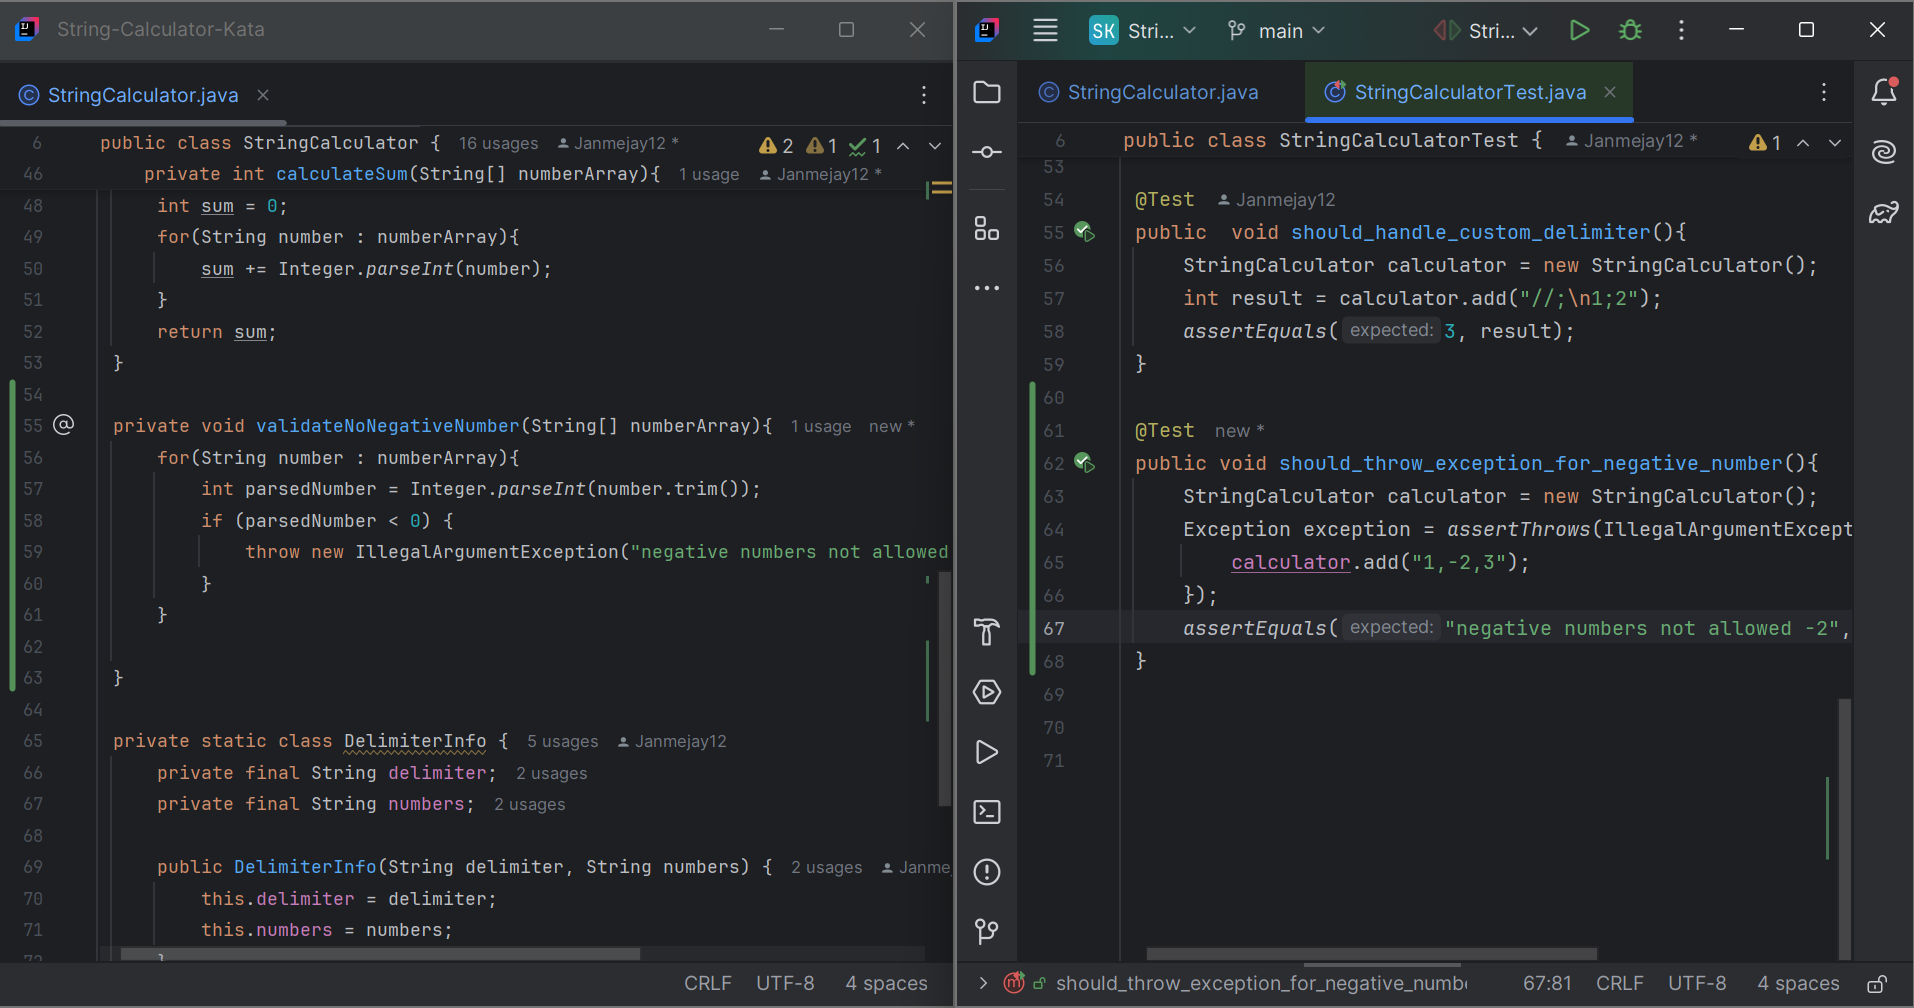 String-Calculator-Kata
StringCalculator.java
6 public class StringCalculator { 16 usages Janmejay12 * 2 1 1
46 private int calculateSum(String[] numberArray){ 1 usage Janmejay12 *
48 int sum = 0;
49 for(String number : numberArray){
50 sum += Integer.parseInt(number);
51 }
52 return sum;
53 }
54
55 @ private void validateNoNegativeNumber(String[] numberArray){ 1 usage new *
56 for(String number : numberArray){
57 int parsedNumber = Integer.parseInt(number.trim());
58 if (parsedNumber < 0) {
59 throw new IllegalArgumentException("negative numbers not allowed
60 }
61 }
62
63 }
64
65 private static class DelimiterInfo { 5 usages Janmejay12
66 private final String delimiter; 2 usages
67 private final String numbers; 2 usages
68
69 public DelimiterInfo(String delimiter, String numbers) { 2 usages Janme
70 this.delimiter = delimiter;
71 this.numbers = numbers;
72 }
CRLF UTF-8 4 spaces
SK Stri... main Stri...
StringCalculator.java StringCalculatorTest.java
6 public class StringCalculatorTest { Janmejay12 * 1
53
54 @Test Janmejay12
55 public void should_handle_custom_delimiter(){
56 StringCalculator calculator = new StringCalculator();
57 int result = calculator.add("//;\n1;2");
58 assertEquals( expected: 3, result);
59 }
60
61 @Test new *
62 public void should_throw_exception_for_negative_number(){
63 StringCalculator calculator = new StringCalculator();
64 Exception exception = assertThrows(IllegalArgumentExcept
65 calculator.add("1,-2,3");
66 });
67 assertEquals( expected: "negative numbers not allowed -2",
68 }
69
70
71
should_throw_exception_for_negative_numbe 67:81 CRLF UTF-8 4 spaces